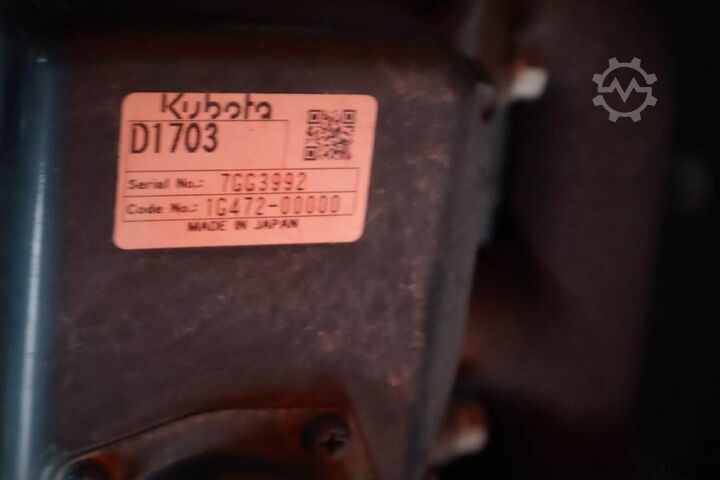 Kubota
D1703
Serial No.: 7GG3992
Code No.: 1G472-00000
MADE IN JAPAN